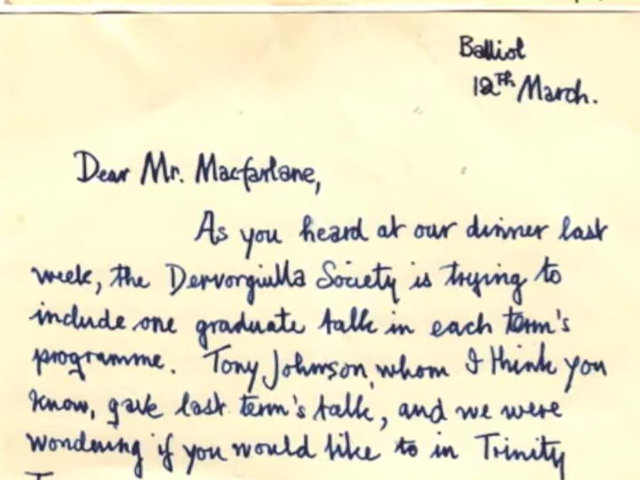 Balliol
12th March.
Dear Mr. Macfarlane,
As you heard at our dinner last
week, the Dervorguilla Society is trying to
include one graduate talk in each term's
programme. Tony Johnson, whom I think you
know, gave last term's talk, and we were
wondering if you would like to in Trinity